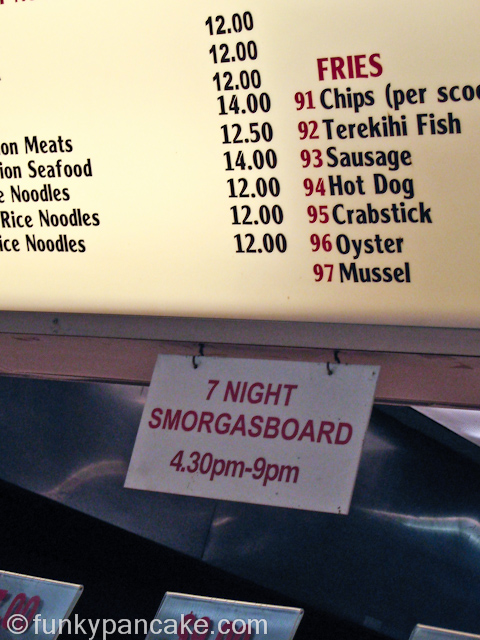 12.00
12.00
12.00
14.00
on Meats 12.50
ion Seafood 14.00
Noodles 12.00
Rice Noodles 12.00
ice Noodles 12.00
FRIES
91 Chips (per
92 Terekihi Fish
93 Sausage
94 Hot Dog
95 Crabstick
96 Oyster
97 Mussel
7 NIGHT
SMORGASBOARD
4.30pm-9pm
©funkypancake.com